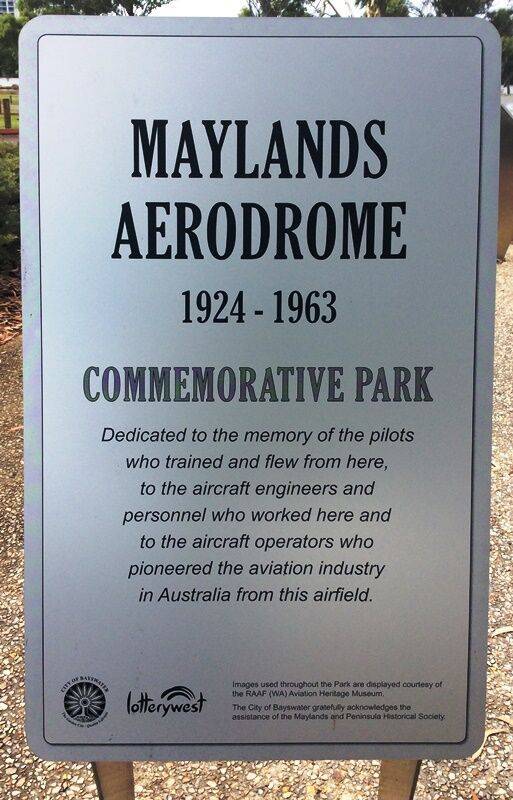 MAYLANDS
AERODROME
1924 - 1963
COMMEMORATIVE PARK
Dedicated to the memory of the pilots
who trained and flew from here,
to the aircraft engineers and
personnel who worked here and
to the aircraft operators who
pioneered the aviation industry
in Australia from this airfield.
CITY OF BAYSWATER
lotterywest
Images used throughout the Park are displayed courtesy of
the RAAF (WA) Aviation Heritage Museum.
The City of Bayswater gratefully acknowledges the
assistance of the Maylands and Peninsula Historical Society.